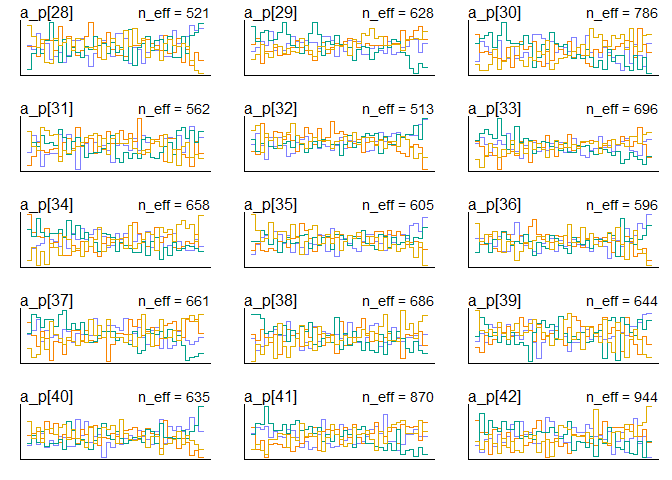 a_p[28] n_eff = 521 a_p[29] n_eff = 628 a_p[30] n_eff = 786
a_p[31] n_eff = 562 a_p[32] n_eff = 513 a_p[33] n_eff = 696
a_p[34] n_eff = 658 a_p[35] n_eff = 605 a_p[36] n_eff = 596
a_p[37] n_eff = 661 a_p[38] n_eff = 686 a_p[39] n_eff = 644
a_p[40] n_eff = 635 a_p[41] n_eff = 870 a_p[42] n_eff = 944